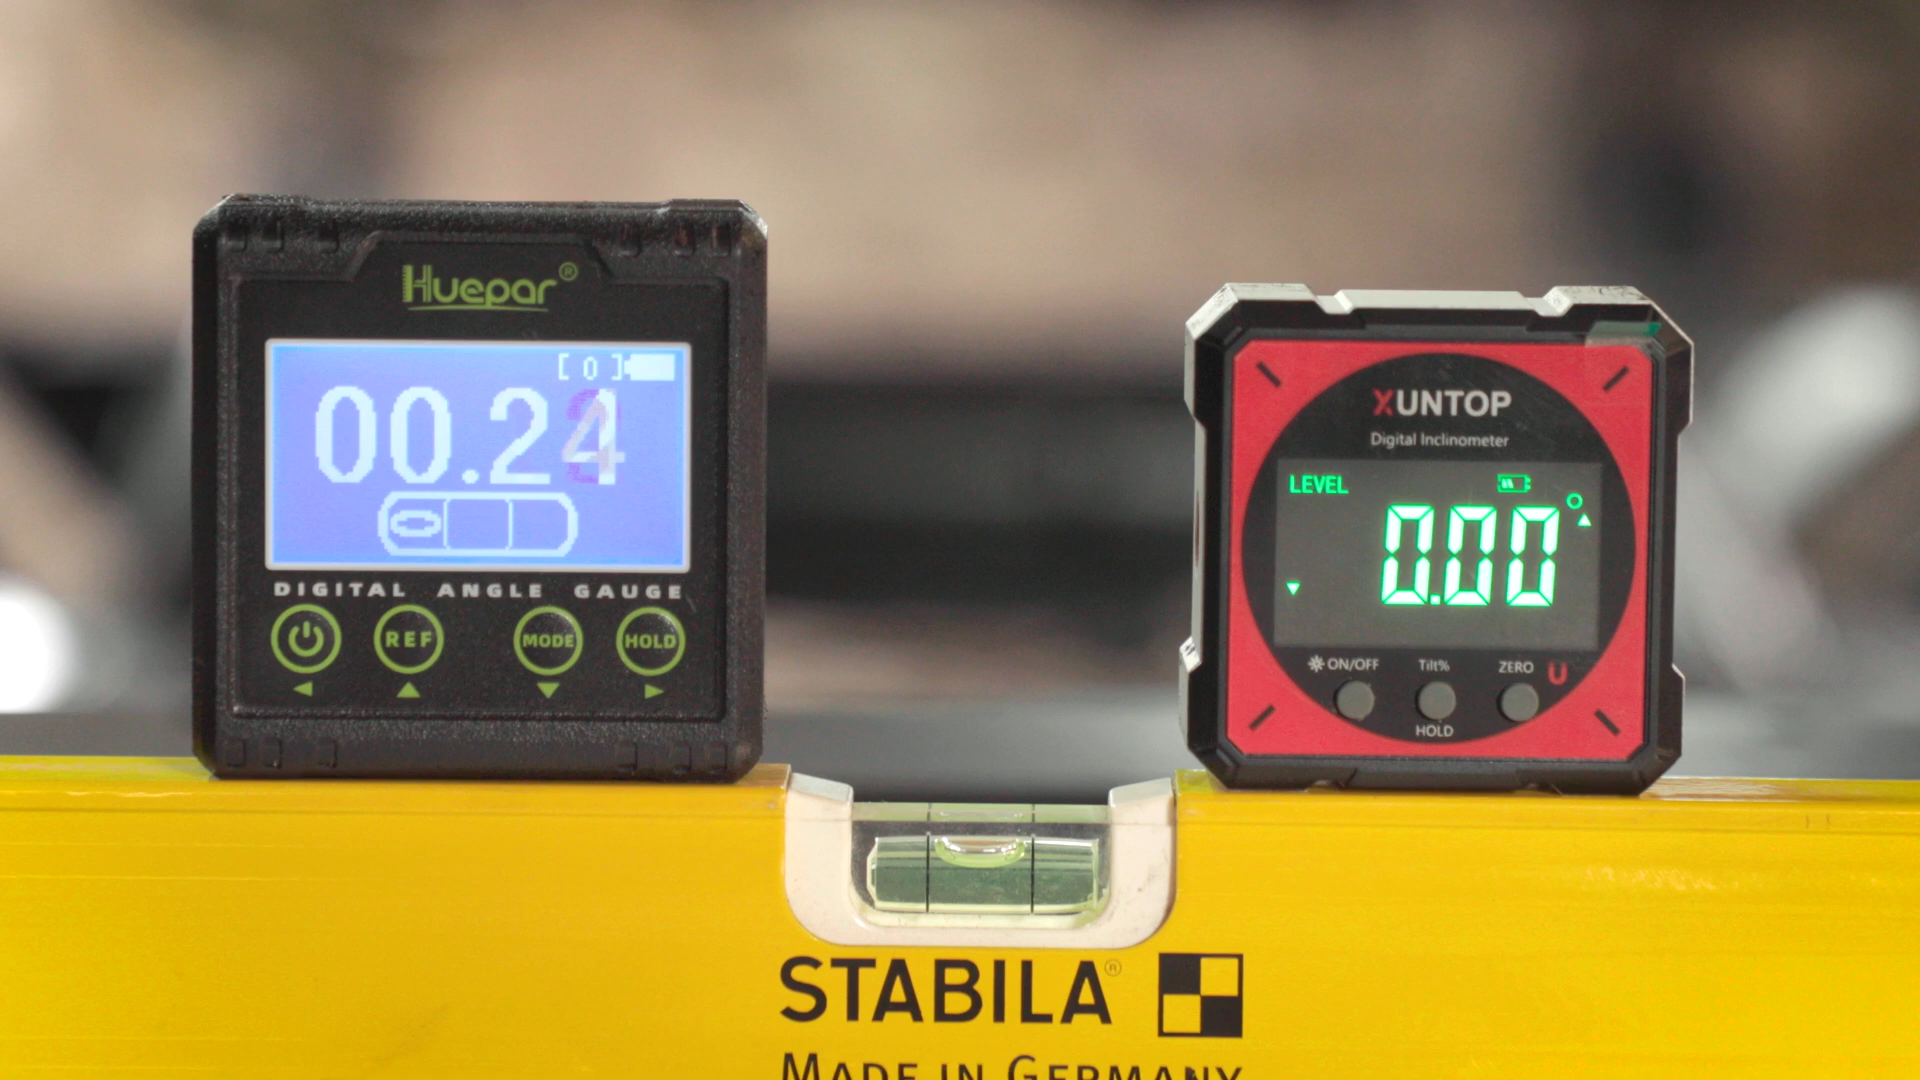 Huepar®
[0]
00.24
DIGITAL ANGLE GAUGE
REF MODE HOLD
XUNTOP
Digital Inclinometer
LEVEL
0.00°
ON/OFF Tilt% ZERO
HOLD
STABILA®
MADE IN GERMANY